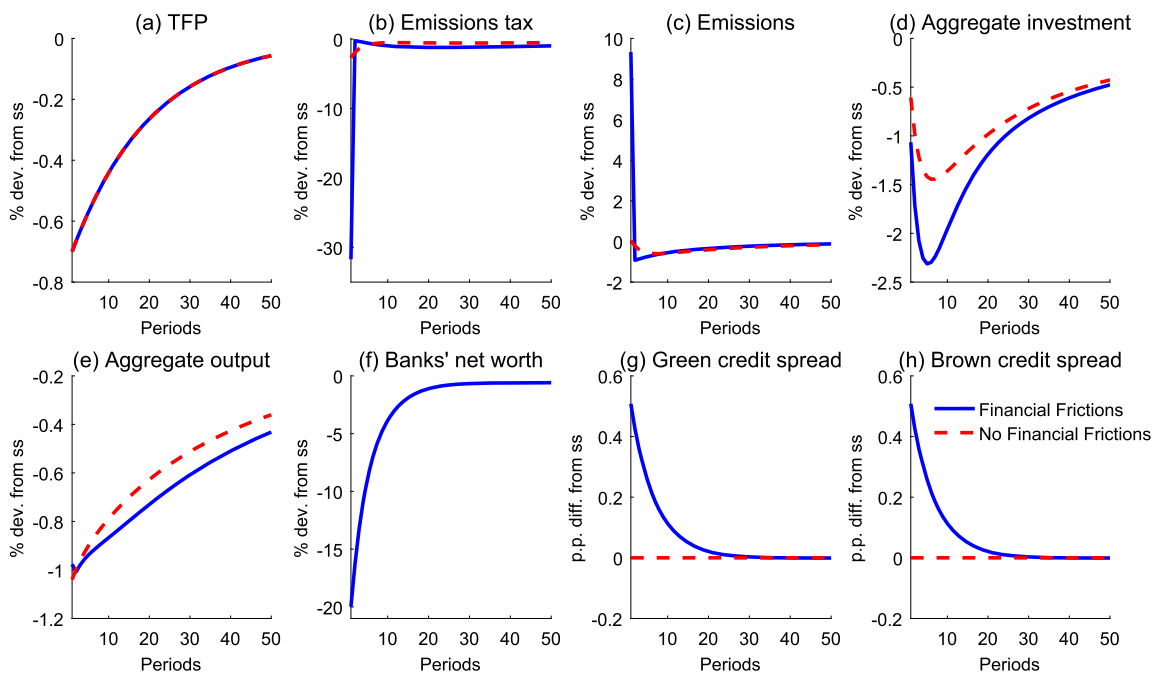 (a) TFP
(b) Emissions tax
(c) Emissions
(d) Aggregate investment
% dev. from ss
0
-0.2
-0.4
-0.6
-0.8
10 20 30 40 50
Periods
% dev. from ss
0
-10
-20
-30
10 20 30 40 50
Periods
% dev. from ss
10
8
6
4
2
0
-2
10 20 30 40 50
Periods
% dev. from ss
0
-0.5
-1
-1.5
-2
-2.5
10 20 30 40 50
Periods
(e) Aggregate output
(f) Banks' net worth
(g) Green credit spread
(h) Brown credit spread
% dev. from ss
-0.2
-0.4
-0.6
-0.8
-1
-1.2
10 20 30 40 50
Periods
% dev. from ss
0
-5
-10
-15
-20
10 20 30 40 50
Periods
p.p. diff. from ss
0.6
0.4
0.2
0
-0.2
10 20 30 40 50
Periods
p.p. diff. from ss
0.6
0.4
0.2
0
-0.2
10 20 30 40 50
Periods
Financial Frictions
No Financial Frictions